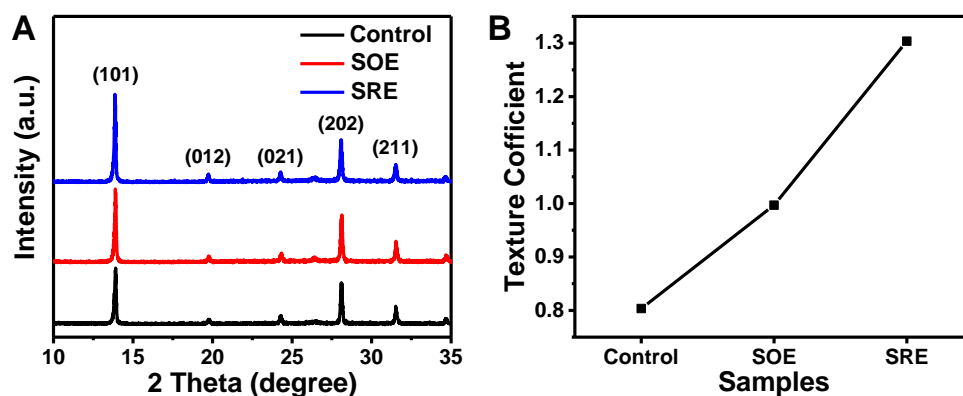 A
Control
SOE
SRE
(101)
(012)
(021)
(202)
(211)
Intensity (a.u.)
10 15 20 25 30 35
2 Theta (degree)
B
1.3
1.2
1.1
1.0
0.9
0.8
Texture Cofficient
Control SOE SRE
Samples